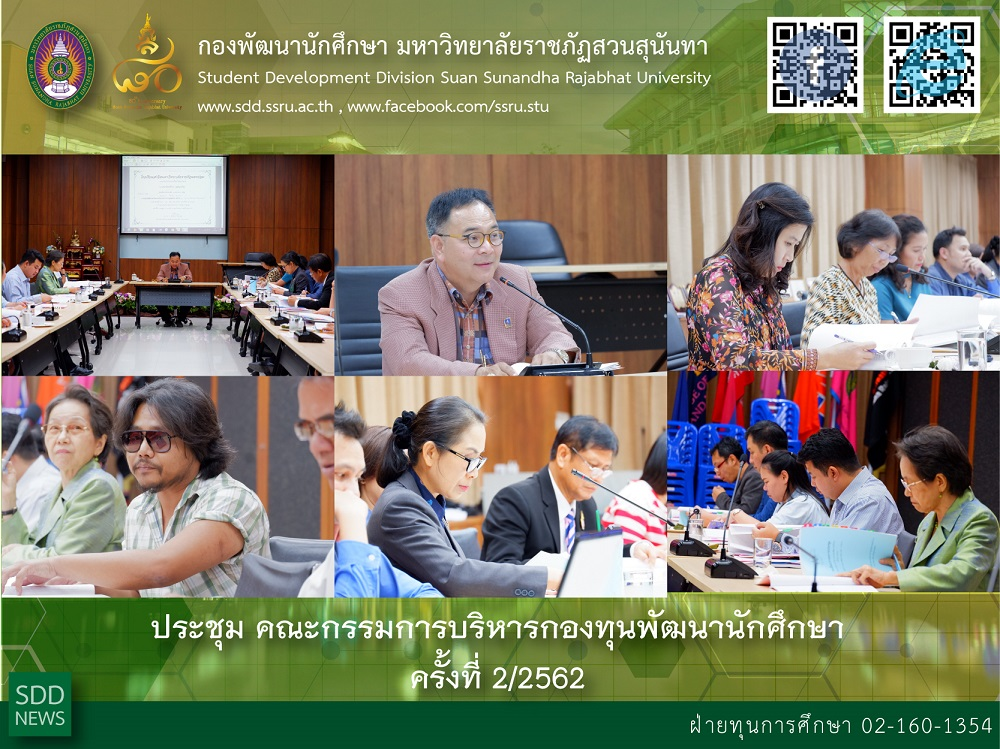 กองพัฒนานักศึกษา มหาวิทยาลัยราชภัฏสวนสุนันทา
Student Development Division Suan Sunandha Rajabhat University
www.sdd.ssru.ac.th , www.facebook.com/ssru.stu
ประชุม คณะกรรมการบริหารกองทุนพัฒนานักศึกษา
ครั้งที่ 2/2562
SDD
NEWS
ฝ่ายทุนการศึกษา 02-160-1354